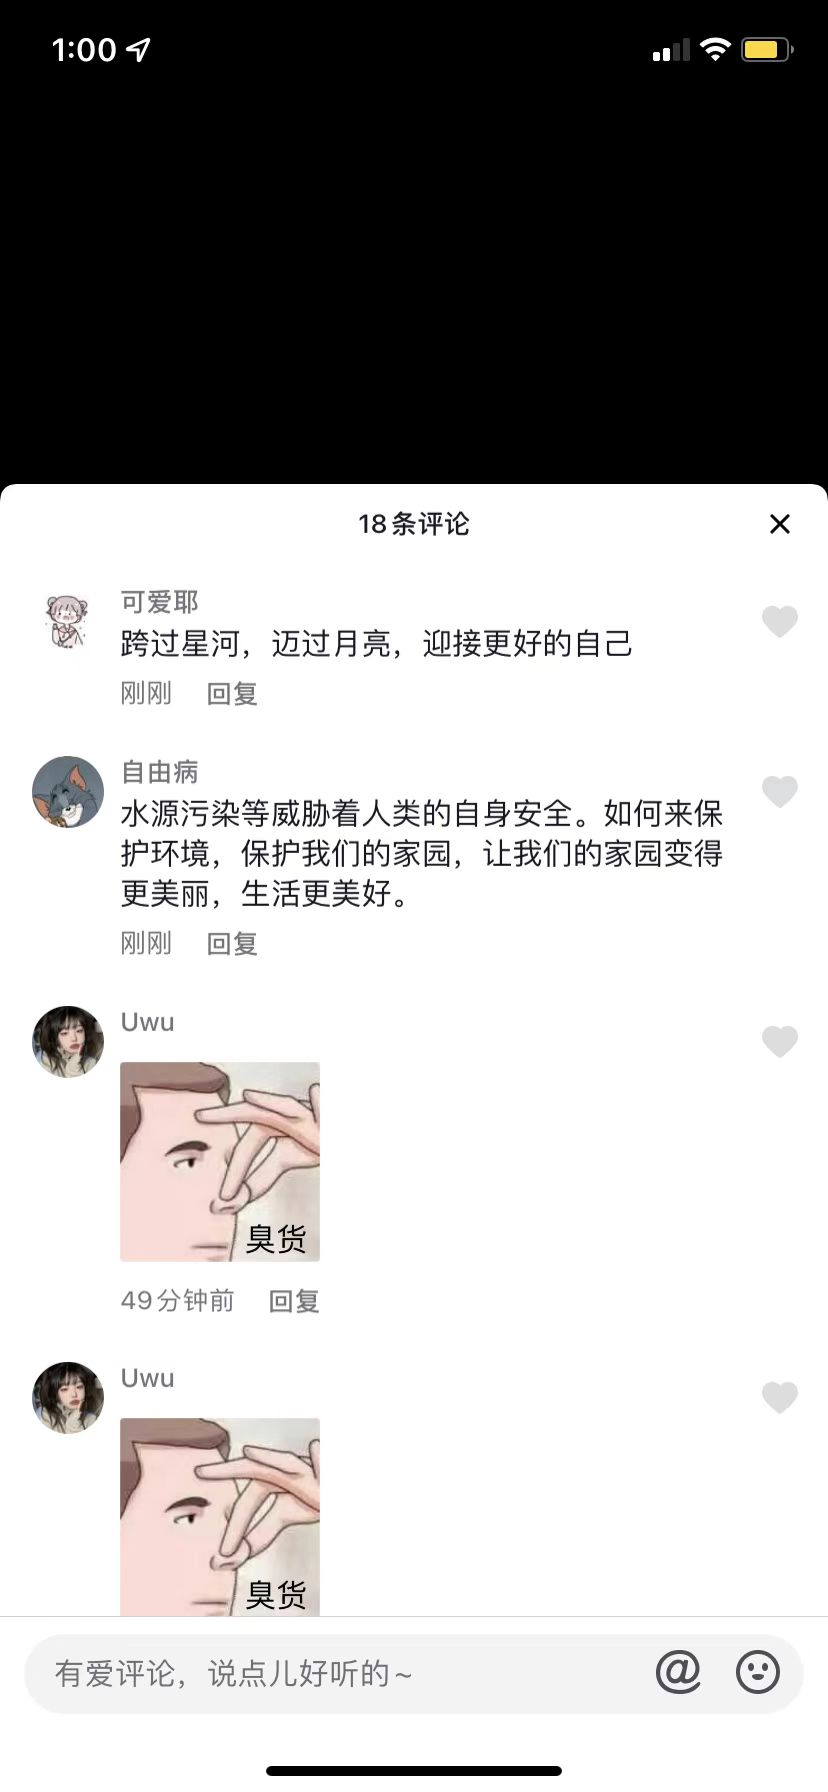 1:00
18条评论
可爱耶
跨过星河，迈过月亮，迎接更好的自己
刚刚 回复
自由病
水源污染等威胁着人类的自身安全。如何来保
护环境，保护我们的家园，让我们的家园变得
更美丽，生活更美好。
刚刚 回复
Uwu
臭货
49分钟前 回复
Uwu
臭货
有爱评论，说点儿好听的~
@